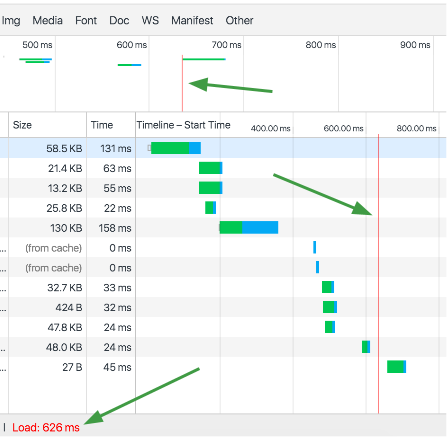 Img Media Font Doc WS Manifest Other
500 ms 600 ms 700 ms 800 ms 900 ms
Size Time Timeline – Start Time 400.00 ms 600.00 ms 800.00 ms
58.5 KB 131 ms
21.4 KB 63 ms
13.2 KB 55 ms
25.8 KB 22 ms
130 KB 158 ms
... (from cache) 0 ms
... (from cache) 0 ms
... 32.7 KB 33 ms
... 424 B 32 ms
... 47.8 KB 24 ms
... 48.0 KB 24 ms
... 27 B 45 ms
| Load: 626 ms